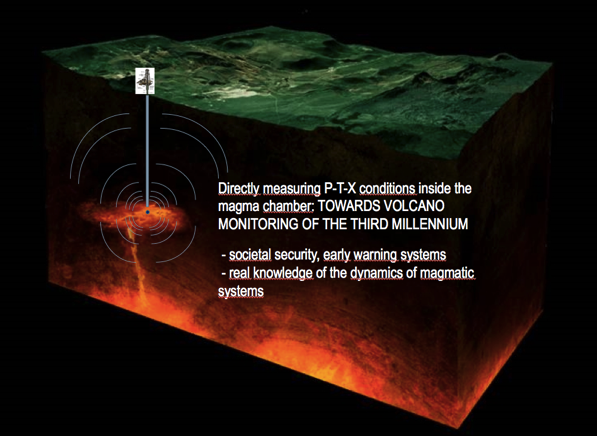 Directly measuring P-T-X conditions inside the
magma chamber: TOWARDS VOLCANO
MONITORING OF THE THIRD MILLENNIUM
- societal security, early warning systems
- real knowledge of the dynamics of magmatic
systems